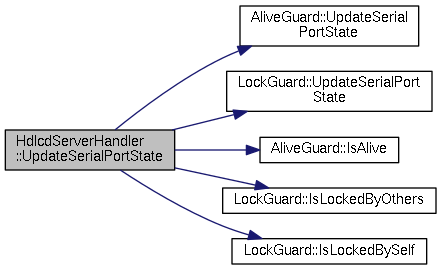 AliveGuard::UpdateSerial
PortState
LockGuard::UpdateSerialPort
State
HdlcdServerHandler
::UpdateSerialPortState
AliveGuard::IsAlive
LockGuard::IsLockedByOthers
LockGuard::IsLockedBySelf